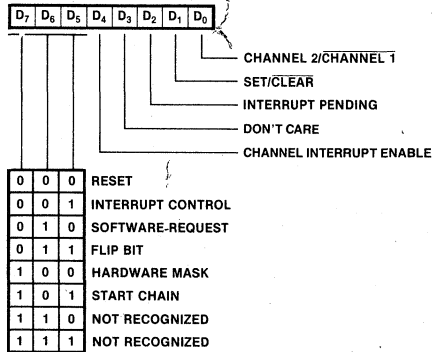 D7 D6 D5 D4 D3 D2 D1 D0
CHANNEL 2/CHANNEL 1
SET/CLEAR
INTERRUPT PENDING
DON'T CARE
CHANNEL INTERRUPT ENABLE
0 0 0 RESET
0 0 1 INTERRUPT CONTROL
0 1 0 SOFTWARE-REQUEST
0 1 1 FLIP BIT
1 0 0 HARDWARE MASK
1 0 1 START CHAIN
1 1 0 NOT RECOGNIZED
1 1 1 NOT RECOGNIZED